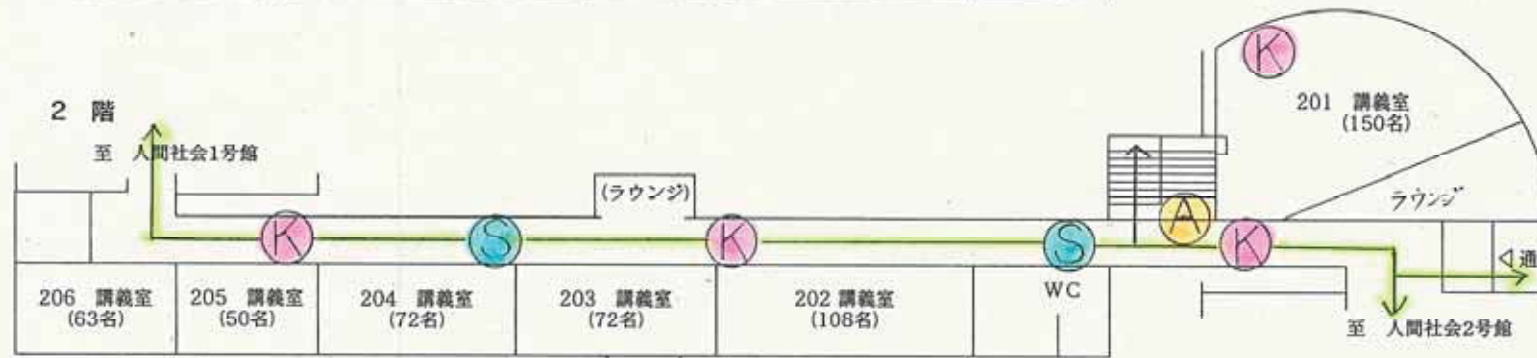 2 階
至 人間社会1号館
(ラウンジ)
K
201 講義室
(150名)
ラウンジ
K
S
K
S
A
K
◁通
206 講義室
(63名)
205 講義室
(50名)
204 講義室
(72名)
203 講義室
(72名)
202 講義室
(108名)
WC
至 人間社会2号館